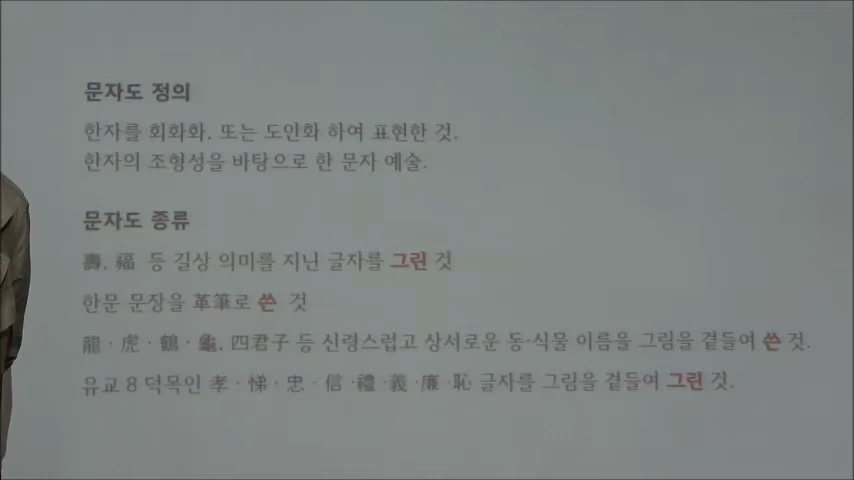 문자도 정의
한자를 회화화, 또는 도안화 하여 표현한 것.
한자의 조형성을 바탕으로 한 문자 예술.
문자도 종류
壽, 福 등 길상 의미를 지닌 글자를 그린 것
한문 문장을 革筆로 쓴 것
龍 · 虎 · 鶴 · 龜, 四君子 등 신령스럽고 상서로운 동·식물 이름을 그림을 곁들여 쓴 것.
유교 8 덕목인 孝 · 悌 · 忠 · 信 · 禮 · 義 · 廉 · 恥 글자를 그림을 곁들여 그린 것.